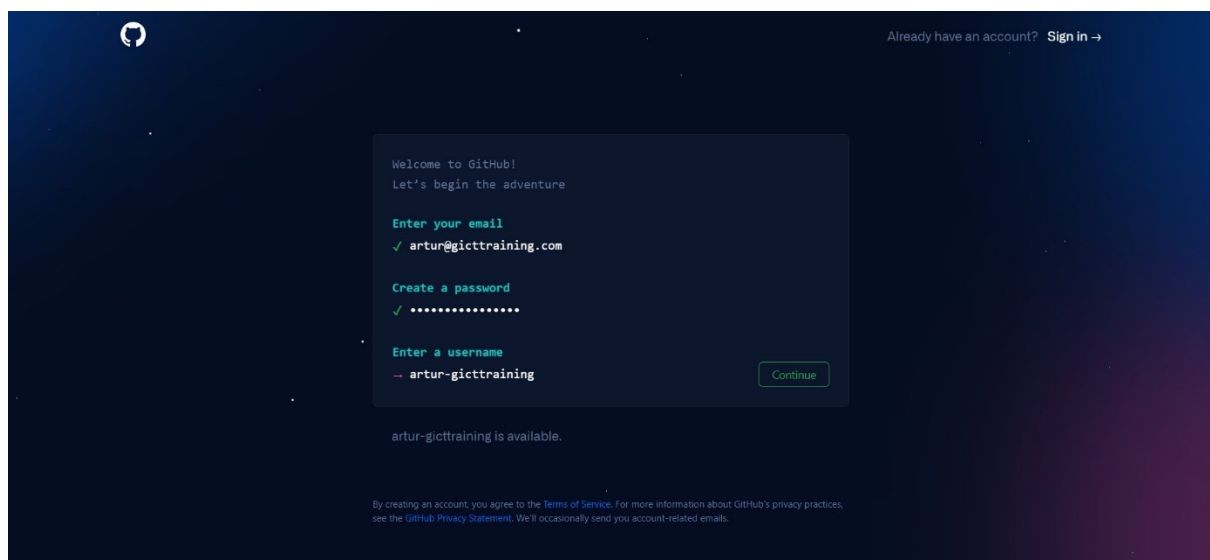 Already have an account? Sign in →
Welcome to GitHub!
Let's begin the adventure
Enter your email
✓ artur@gicttraining.com
Create a password
✓ ••••••••••••••••
Enter a username
→ artur-gicttraining
Continue
artur-gicttraining is available.
By creating an account, you agree to the Terms of Service. For more information about GitHub's privacy practices,
see the GitHub Privacy Statement. We'll occasionally send you account-related emails.